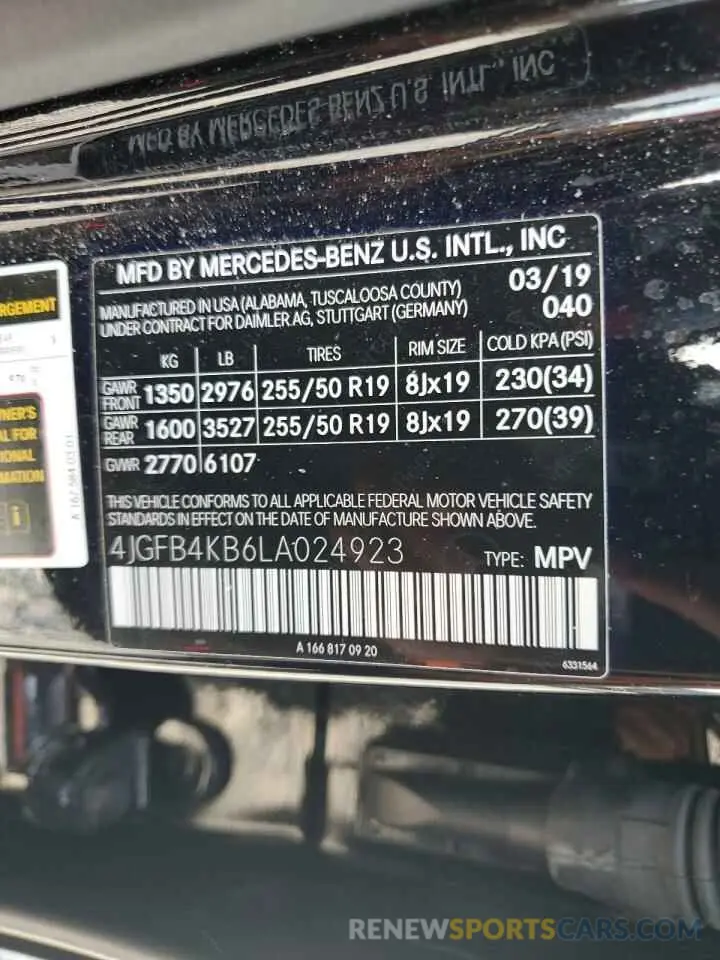 MFD BY MERCEDES BENZ U.S. INTL., INC
MFD BY MERCEDES-BENZ U.S. INTL., INC
MANUFACTURED IN USA (ALABAMA, TUSCALOOSA COUNTY) 03/19
UNDER CONTRACT FOR DAIMLER AG, STUTTGART (GERMANY) 040
KG LB TIRES RIM SIZE COLD KPA (PSI)
GAWR FRONT 1350 2976 255/50 R19 8Jx19 230(34)
GAWR REAR 1600 3527 255/50 R19 8Jx19 270(39)
GVWR 2770 6107
THIS VEHICLE CONFORMS TO ALL APPLICABLE FEDERAL MOTOR VEHICLE SAFETY
STANDARDS IN EFFECT ON THE DATE OF MANUFACTURE SHOWN ABOVE.
4JGFB4KB6LA024923 TYPE: MPV
A 166 817 09 20
6331564
RGEMENT
NER'S
AL FOR
IONAL
MATION
RENEWSPORTSCARS.COM